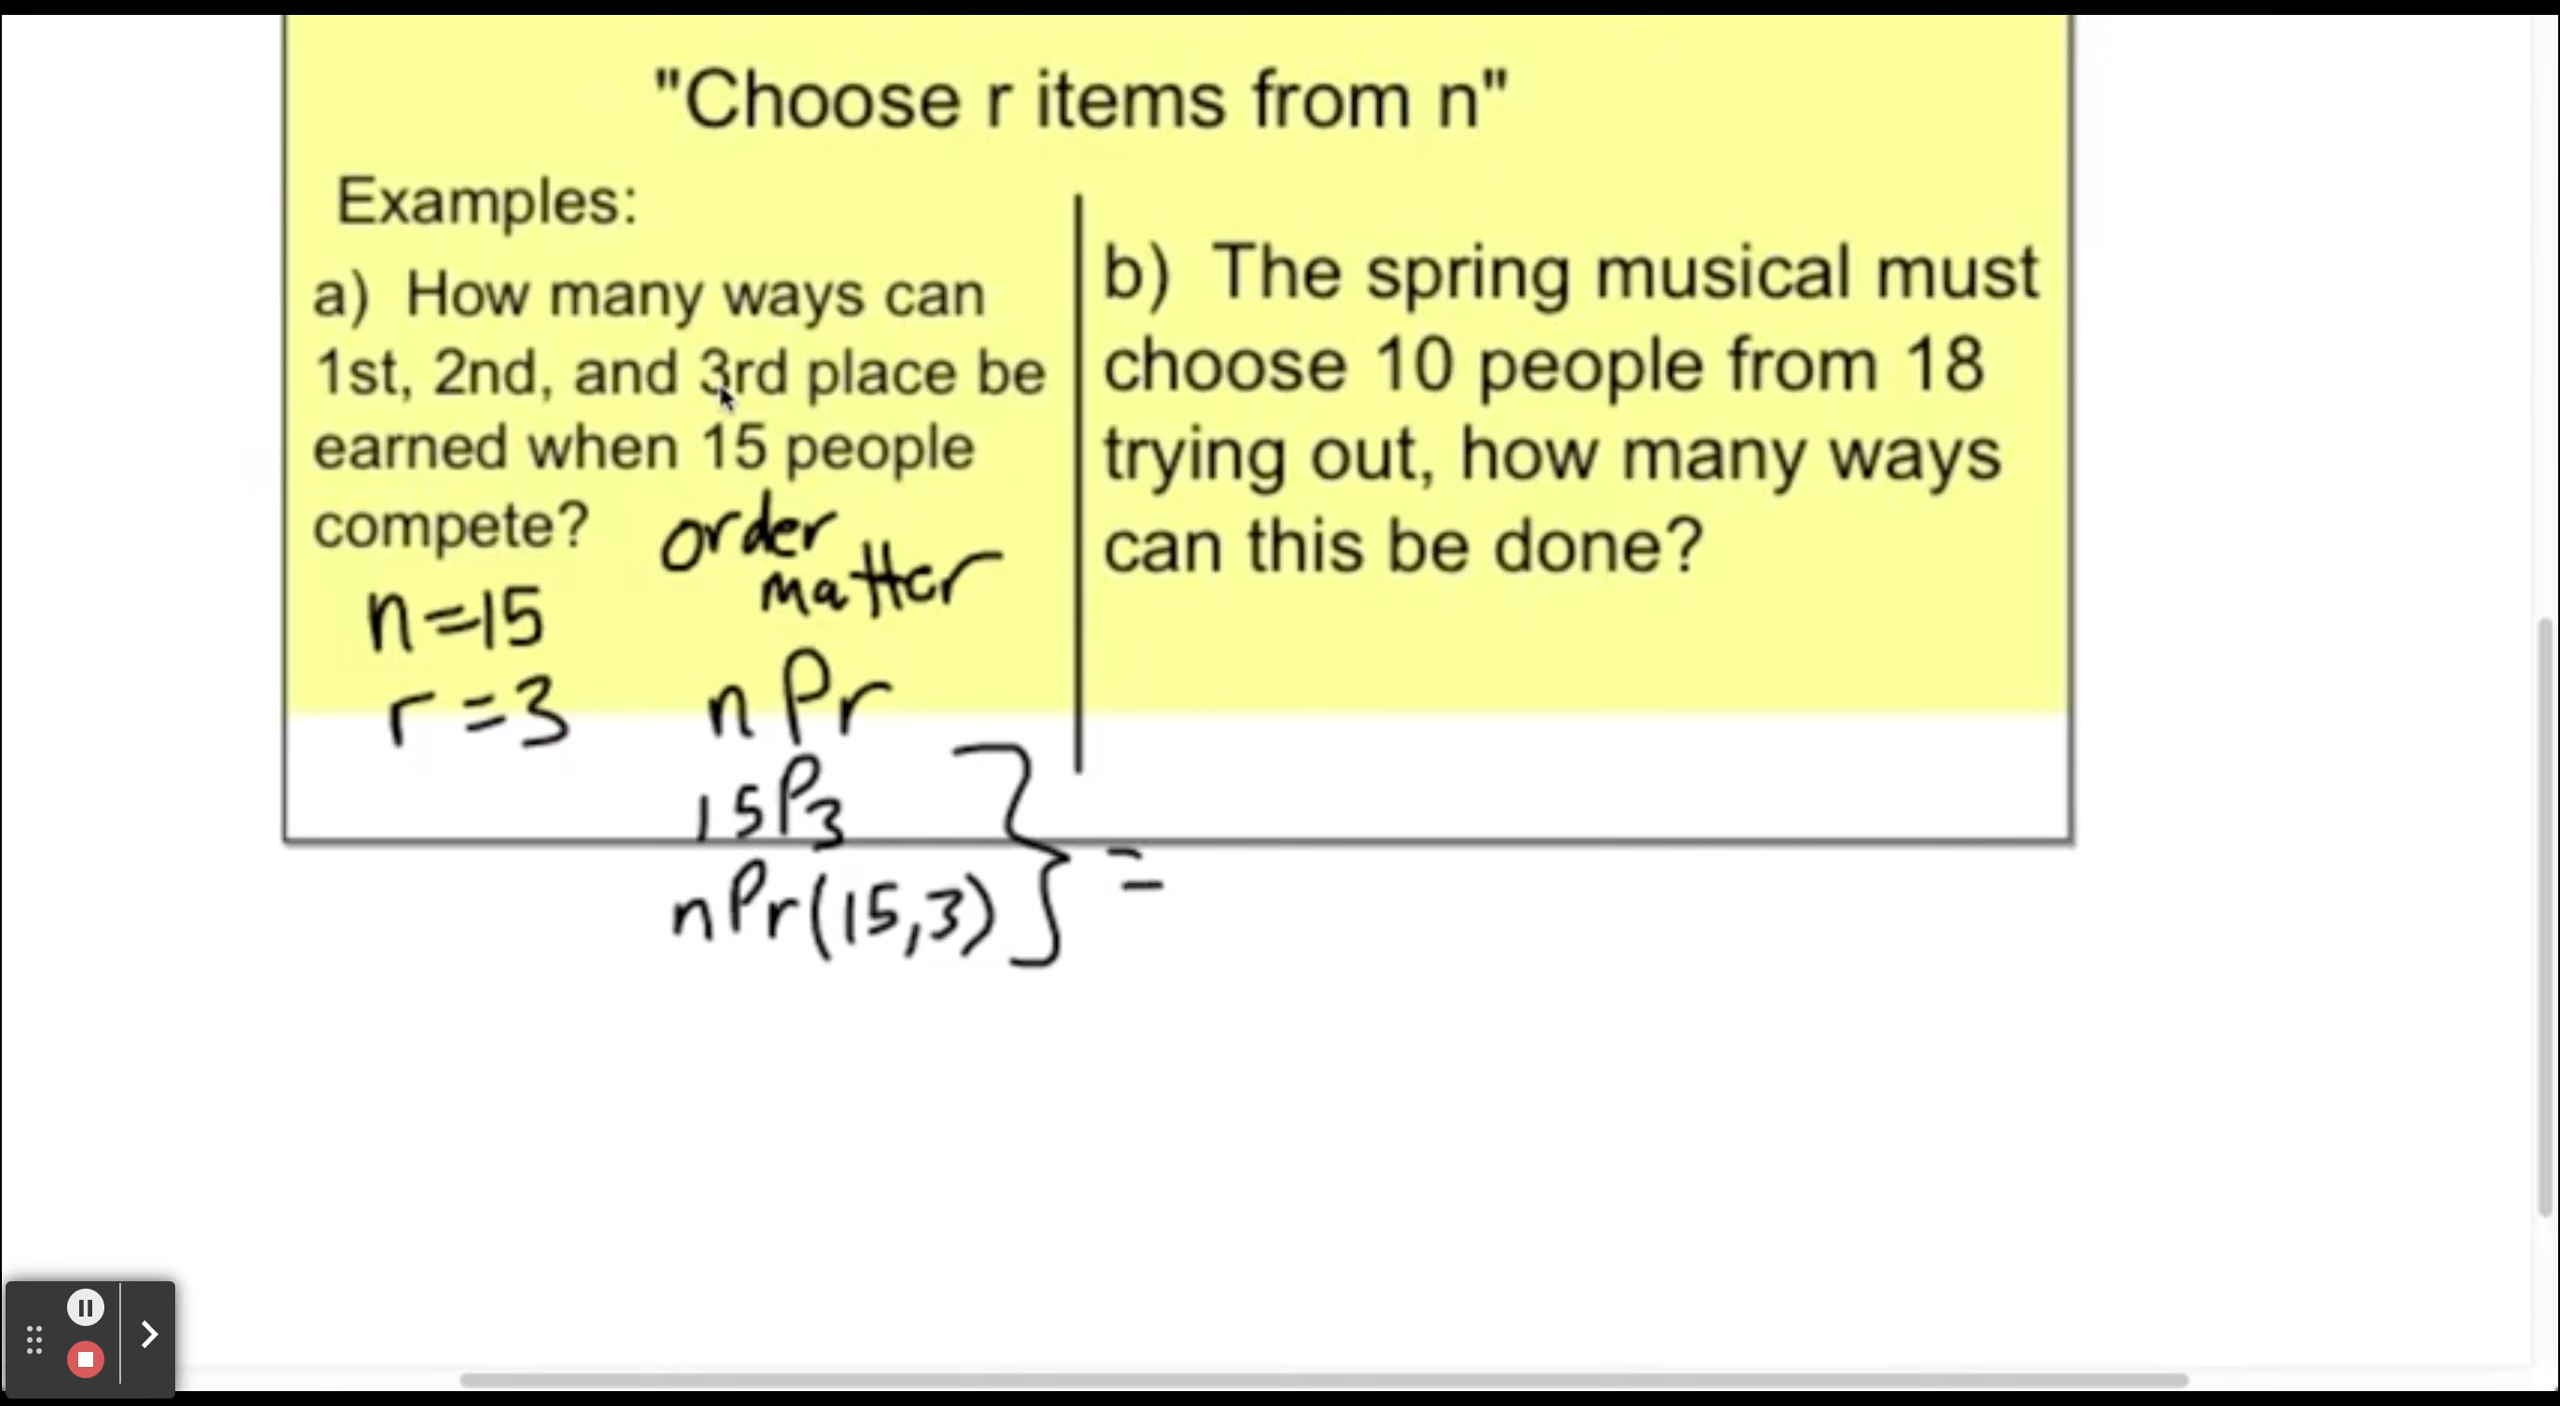 "Choose r items from n"
Examples:
a) How many ways can
1st, 2nd, and 3rd place be
earned when 15 people
compete?
order
matter
n=15
r=3
nPr
15P3
nPr(15,3)
=
b) The spring musical must
choose 10 people from 18
trying out, how many ways
can this be done?